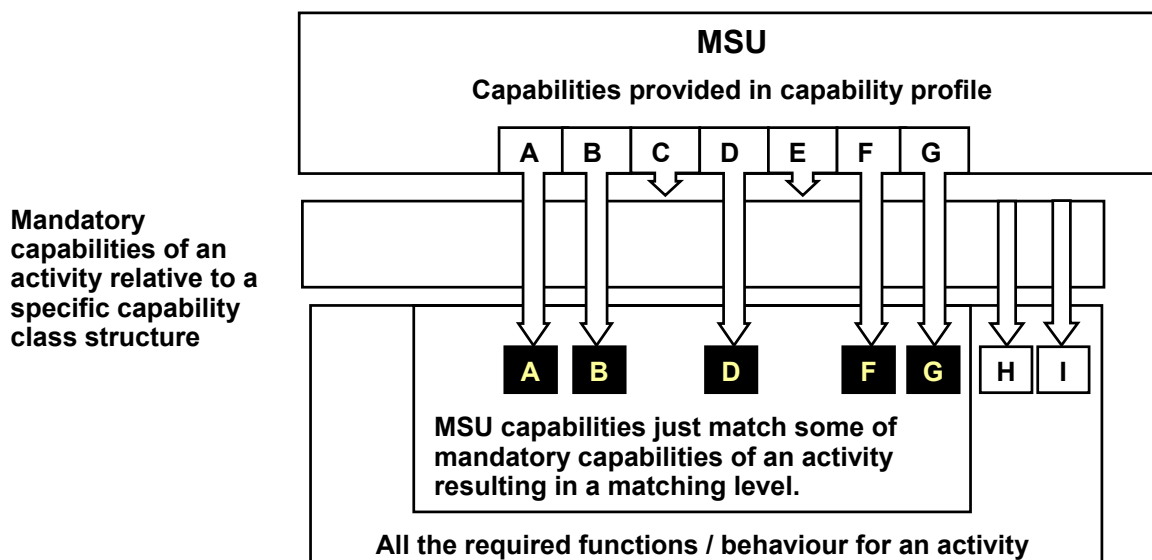 MSU
Capabilities provided in capability profile
A B C D E F G
Mandatory
capabilities of an
activity relative to a
specific capability
class structure
A B D F G H I
MSU capabilities just match some of
mandatory capabilities of an activity
resulting in a matching level.
All the required functions / behaviour for an activity